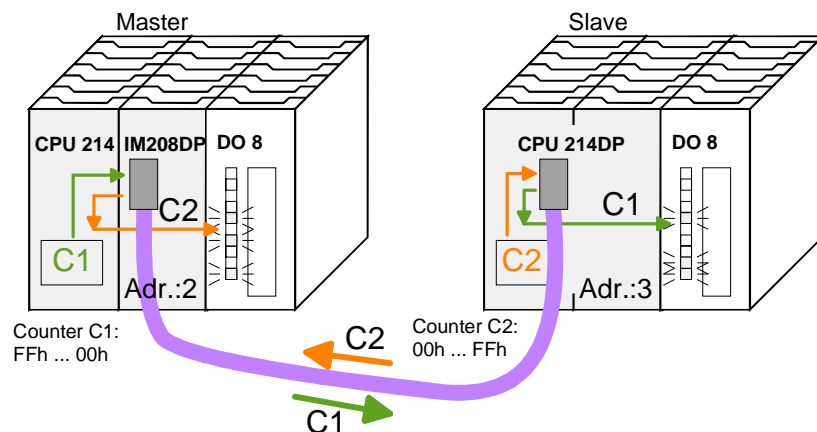 Master
CPU 214 IM208DP DO 8
C2
C1
Adr.:2
Counter C1:
FFh ... 00h
Slave
CPU 214DP DO 8
C1
C2
Adr.:3
Counter C2:
00h ... FFh
C2
C1